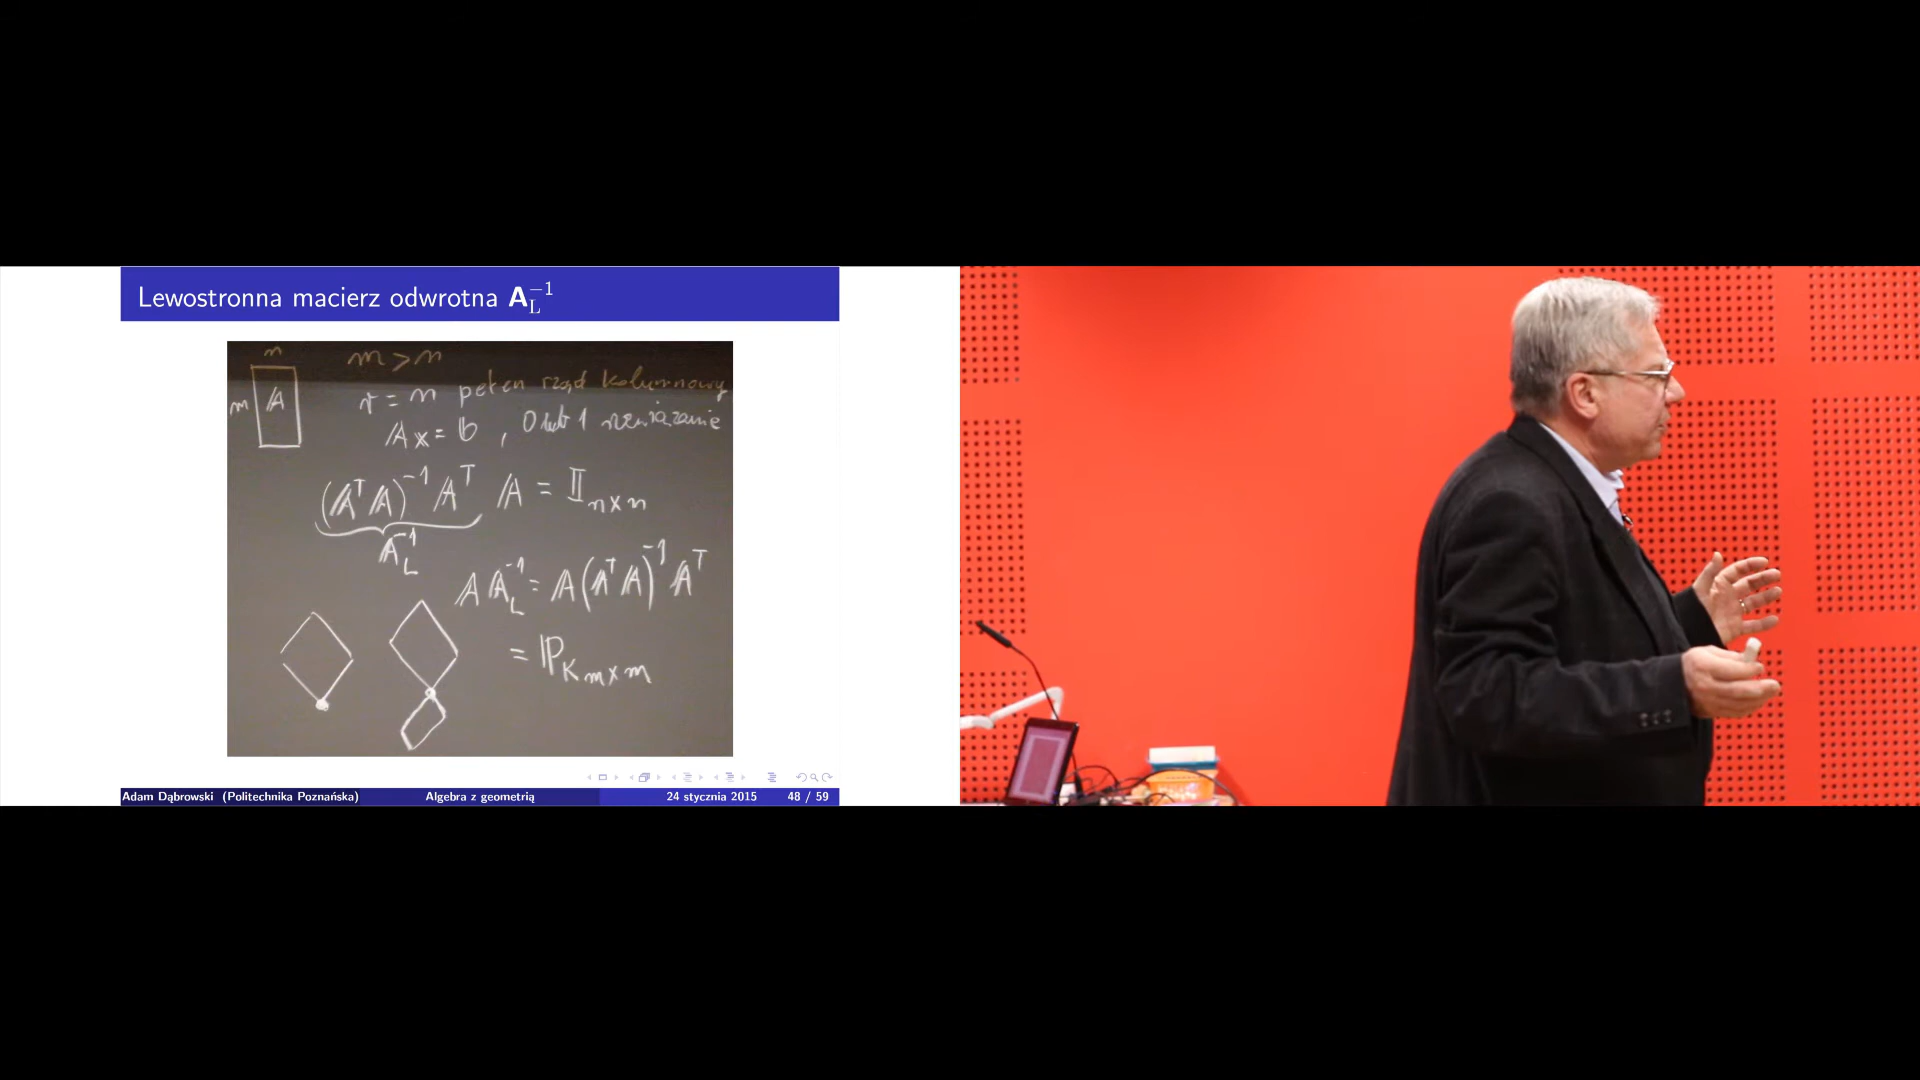 Lewostronna macierz odwrotna A_L^{-1}
n
m > n
m A
r = n pełen rząd kolumnowy
Ax = b , 0 lub 1 rozwiązanie
(A^T A)^{-1} A^T A = I_{n×n}
A_L^{-1}
A A_L^{-1} = A(A^T A)^{-1} A^T
= P_{K m×m}
Adam Dąbrowski (Politechnika Poznańska) Algebra z geometrią 24 stycznia 2015 48 / 59